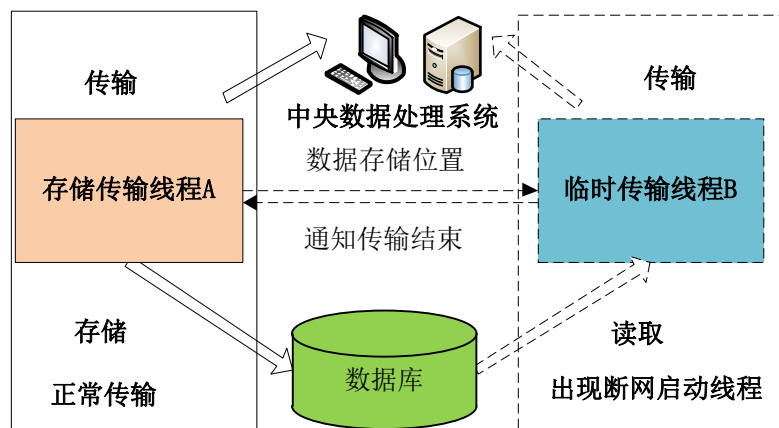 传输
中央数据处理系统
传输
存储传输线程A
数据存储位置
临时传输线程B
通知传输结束
存储
数据库
读取
正常传输
出现断网启动线程